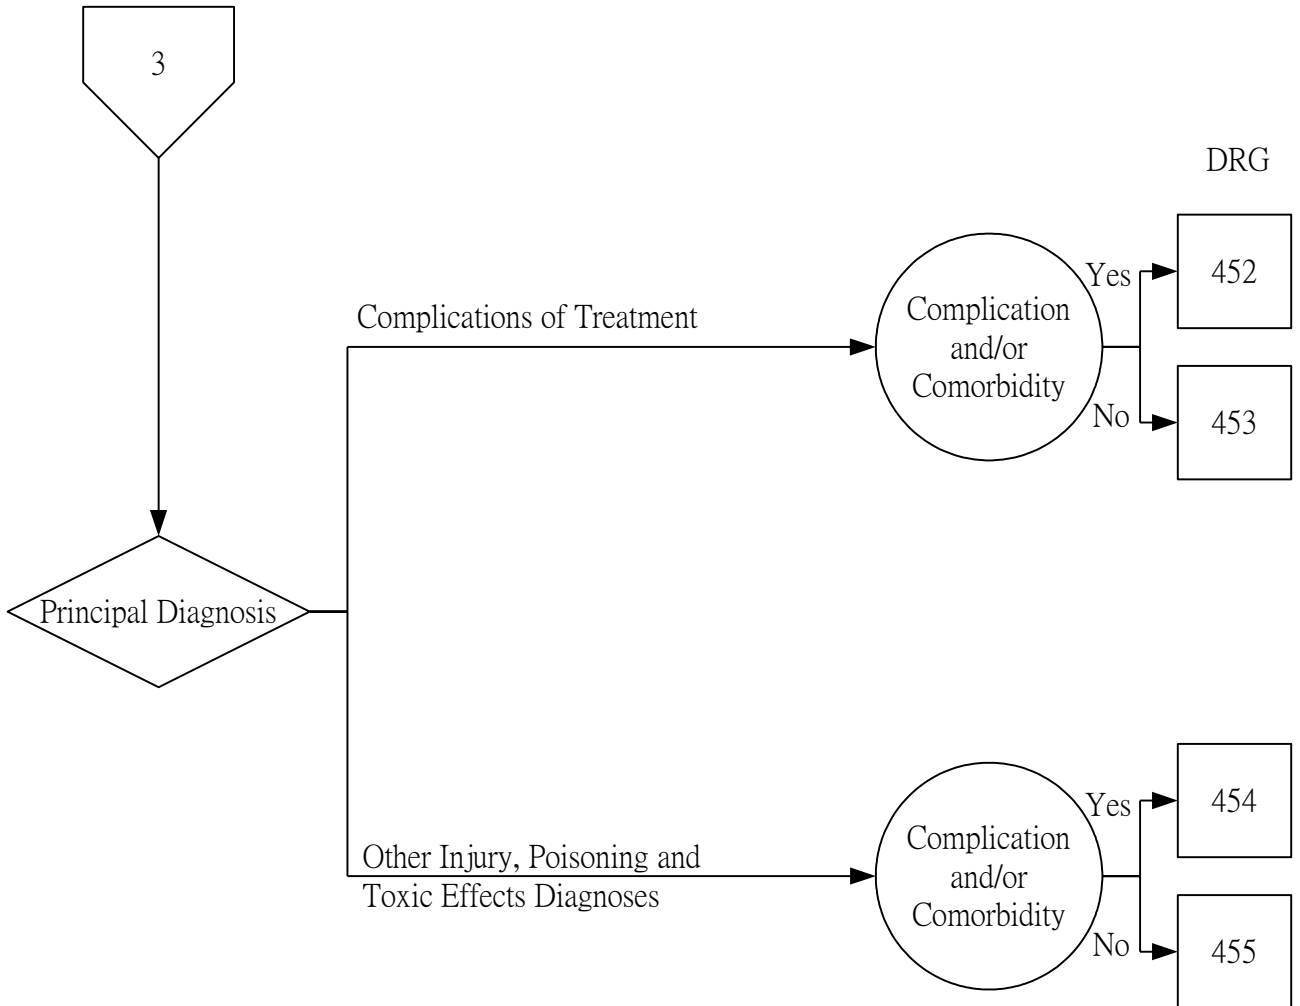 3
DRG
Complications of Treatment
Complication
and/or
Comorbidity
Yes
452
No
453
Principal Diagnosis
Other Injury, Poisoning and
Toxic Effects Diagnoses
Complication
and/or
Comorbidity
Yes
454
No
455